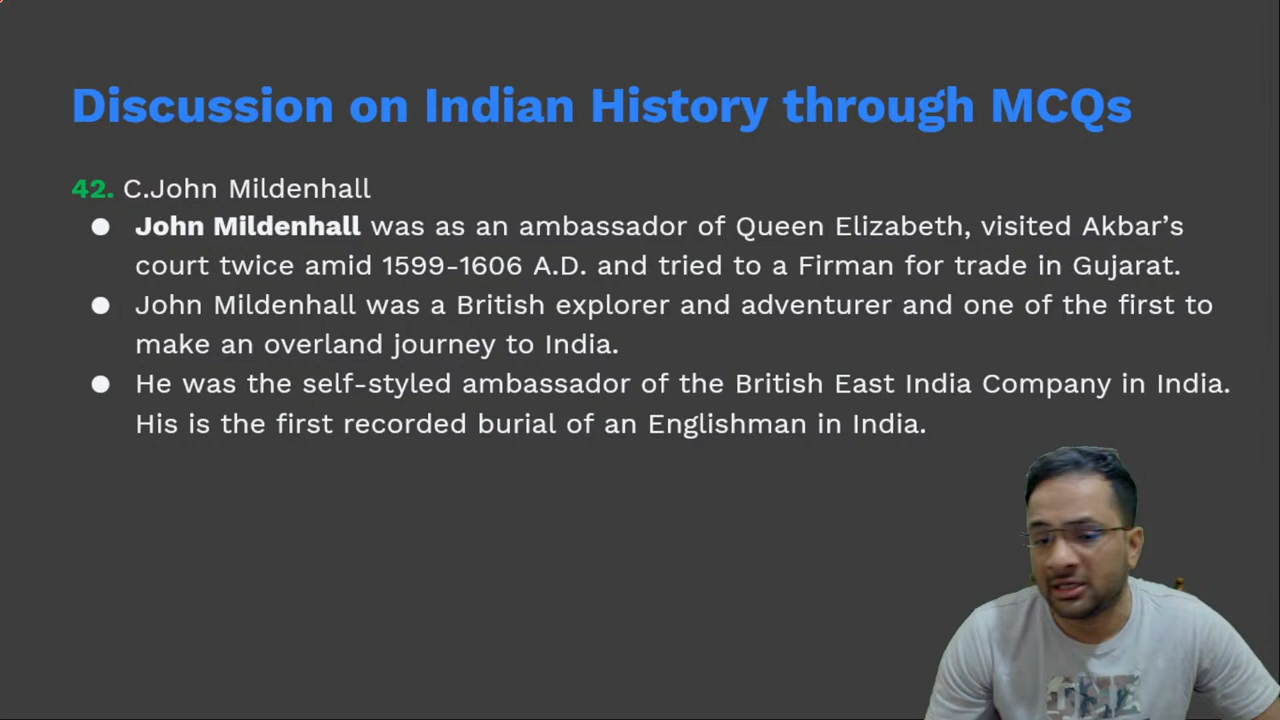 Discussion on Indian History through MCQs
42. C.John Mildenhall
● John Mildenhall was as an ambassador of Queen Elizabeth, visited Akbar’s
court twice amid 1599-1606 A.D. and tried to a Firman for trade in Gujarat.
● John Mildenhall was a British explorer and adventurer and one of the first to
make an overland journey to India.
● He was the self-styled ambassador of the British East India Company in India.
His is the first recorded burial of an Englishman in India.
THE